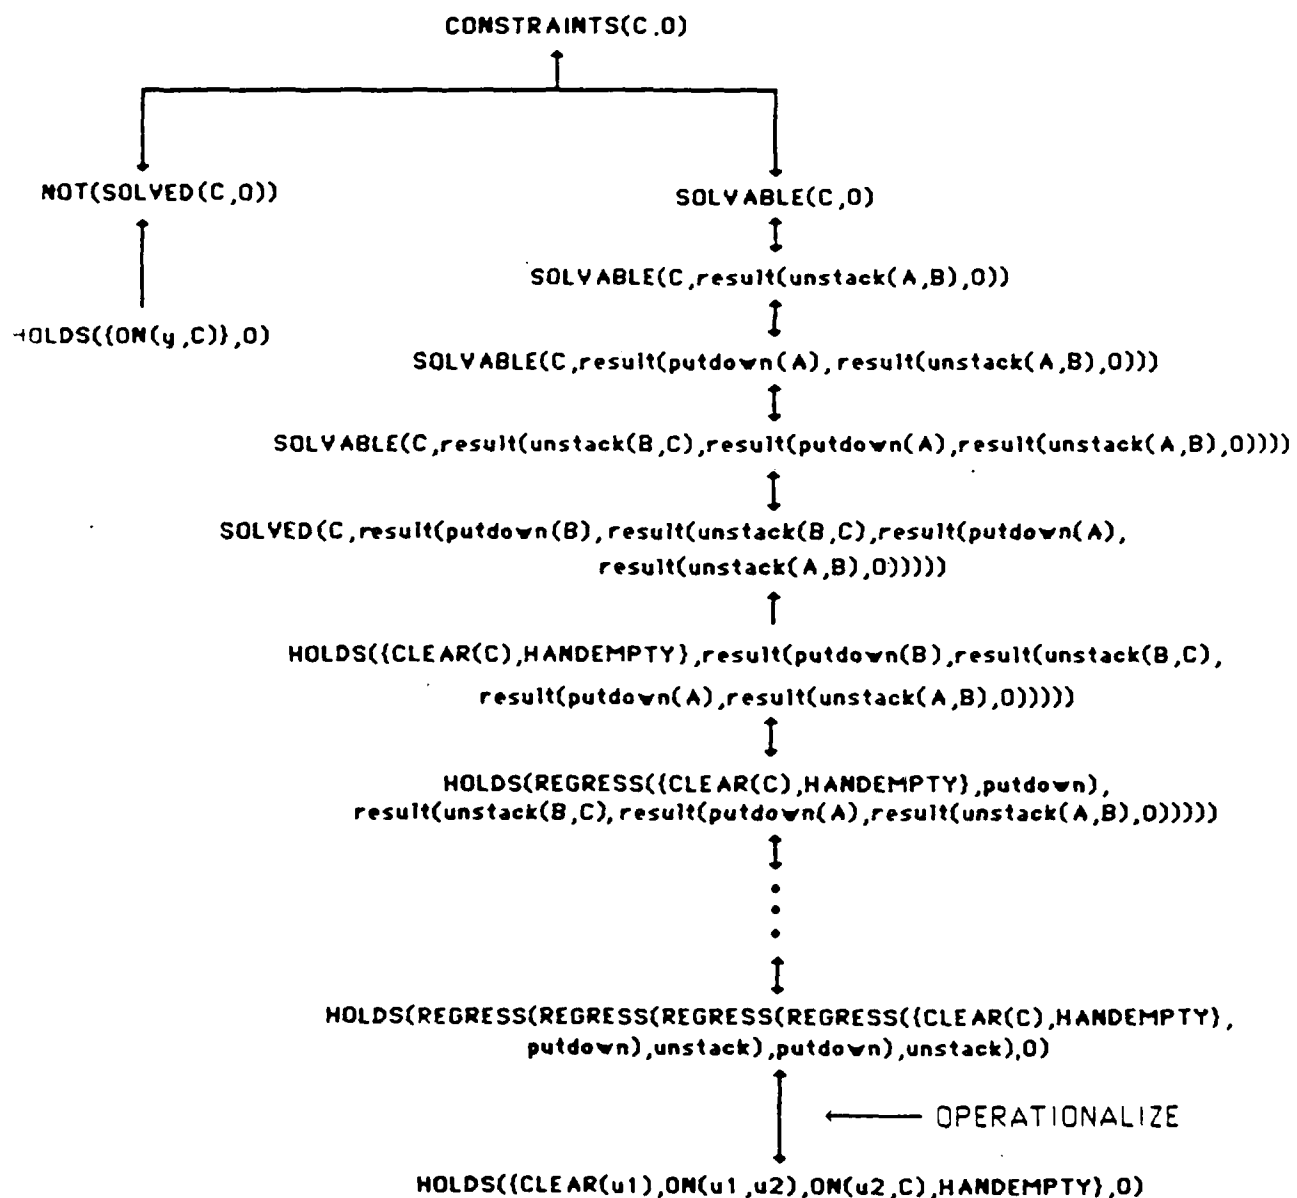 CONSTRAINTS(C,0)
NOT(SOLVED(C,0))
SOLVABLE(C,0)
SOLVABLE(C,result(unstack(A,B),0))
HOLDS({ON(y,C)},0)
SOLVABLE(C,result(putdown(A),result(unstack(A,B),0)))
SOLVABLE(C,result(unstack(B,C),result(putdown(A),result(unstack(A,B),0))))
SOLVED(C,result(putdown(B),result(unstack(B,C),result(putdown(A),
result(unstack(A,B),0)))))
HOLDS({CLEAR(C),HANDEMPTY},result(putdown(B),result(unstack(B,C),
result(putdown(A),result(unstack(A,B),0)))))
HOLDS(REGRESS({CLEAR(C),HANDEMPTY},putdown),
result(unstack(B,C),result(putdown(A),result(unstack(A,B),0)))))
HOLDS(REGRESS(REGRESS(REGRESS(REGRESS({CLEAR(C),HANDEMPTY},
putdown),unstack),putdown),unstack),0)
OPERATIONALIZE
HOLDS({CLEAR(u1),ON(u1,u2),ON(u2,C),HANDEMPTY},0)